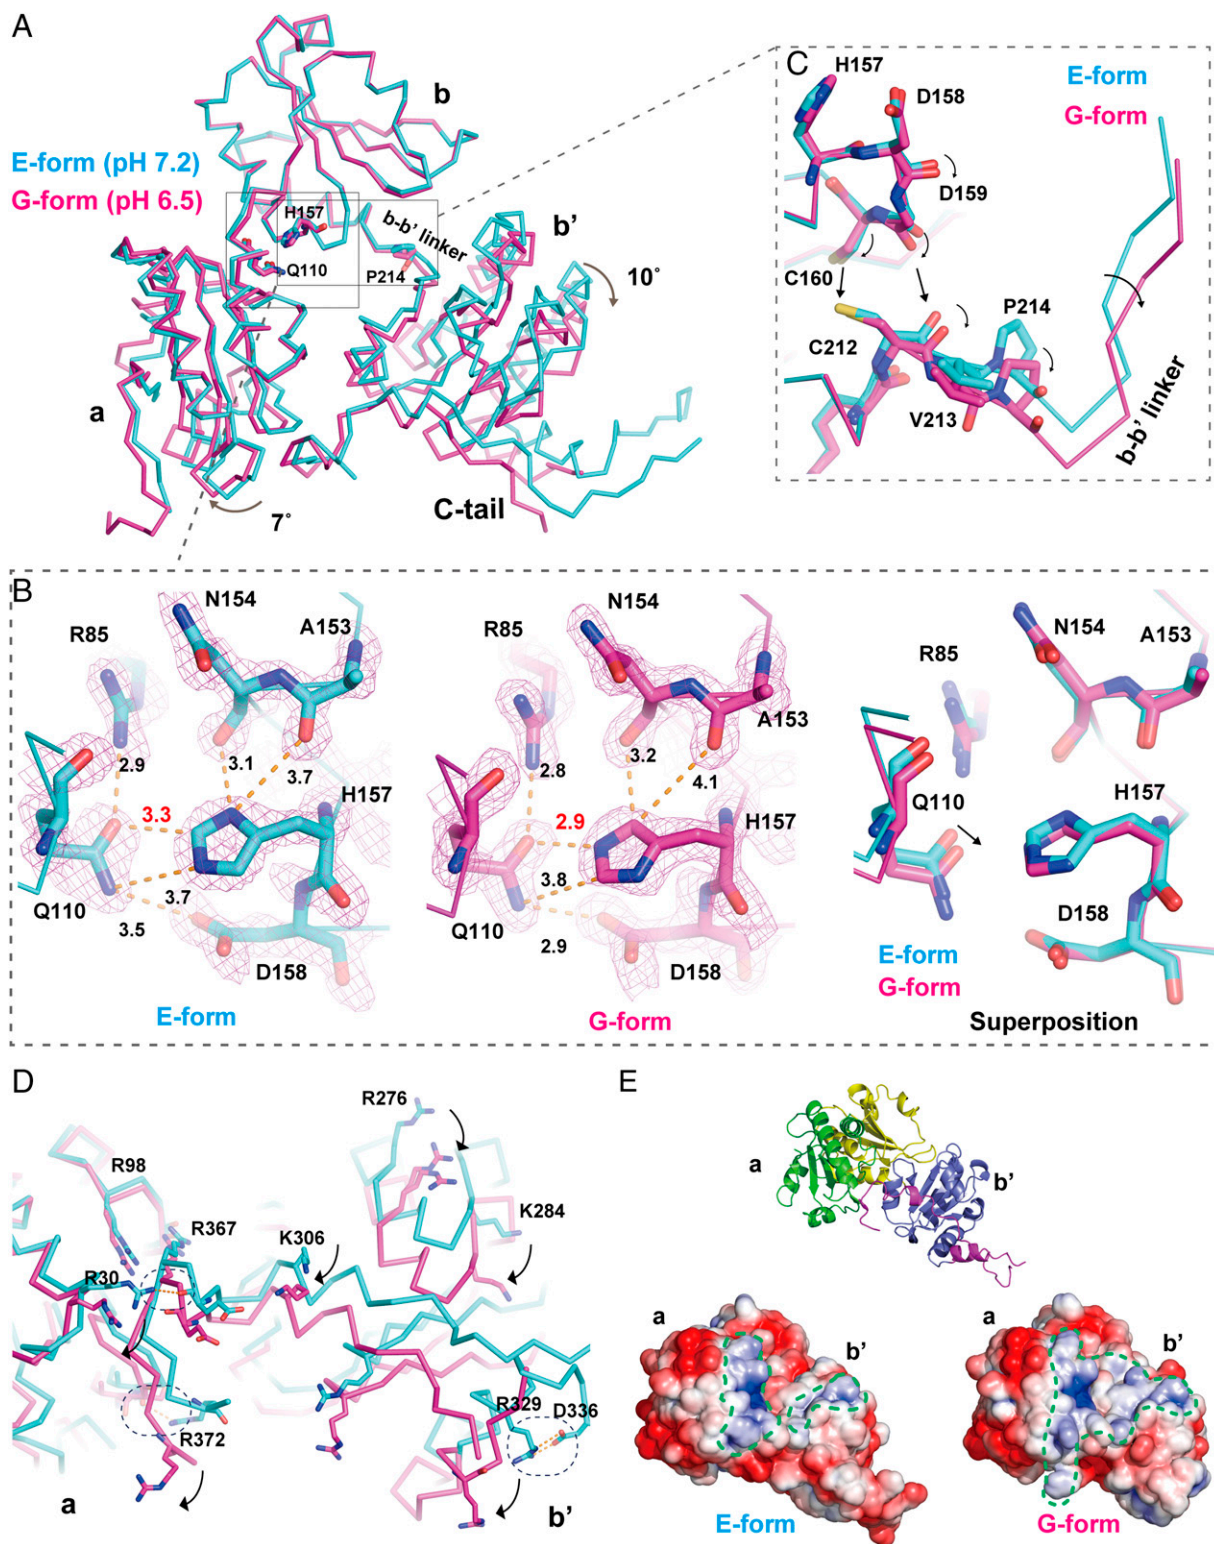 A
b
E-form (pH 7.2)
G-form (pH 6.5)
H157
b-b' linker
b'
Q110
P214
10°
a
7°
C-tail
C
H157
D158
E-form
G-form
D159
C160
P214
C212
V213
b-b' linker
B
N154
A153
R85
2.9
3.1
3.7
3.3
H157
Q110
3.7
3.5
D158
E-form
N154
R85
A153
2.8
3.2
4.1
2.9
H157
3.8
Q110
2.9
D158
G-form
N154
A153
R85
Q110
H157
D158
E-form
G-form
Superposition
D
R276
R98
R367
K306
K284
R30
R329
D336
R372
a
b'
E
a
b'
a
b'
E-form
a
b'
G-form